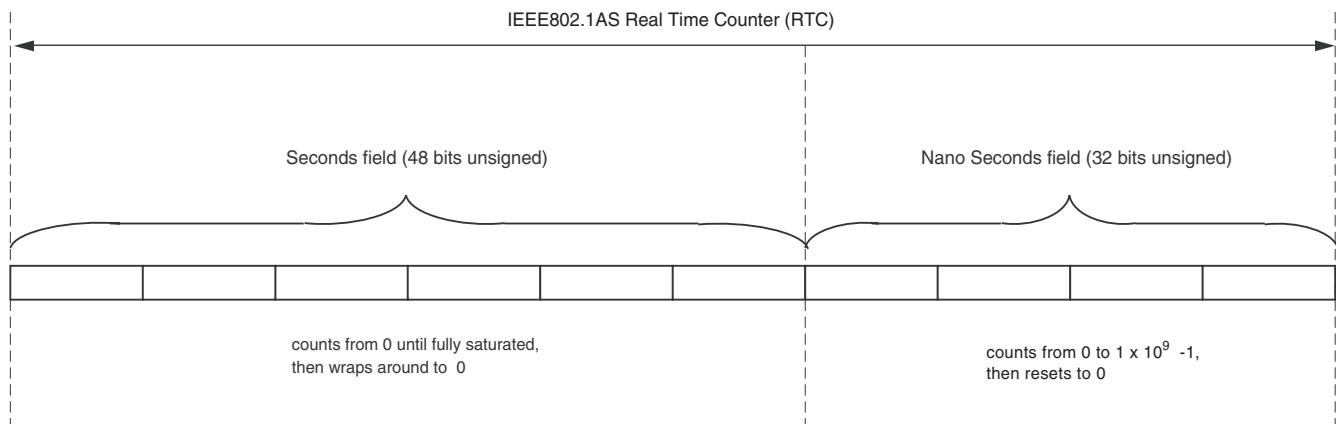 IEEE802.1AS Real Time Counter (RTC)
Seconds field (48 bits unsigned)
Nano Seconds field (32 bits unsigned)
counts from 0 until fully saturated,
then wraps around to 0
counts from 0 to 1 x 10⁹ -1,
then resets to 0